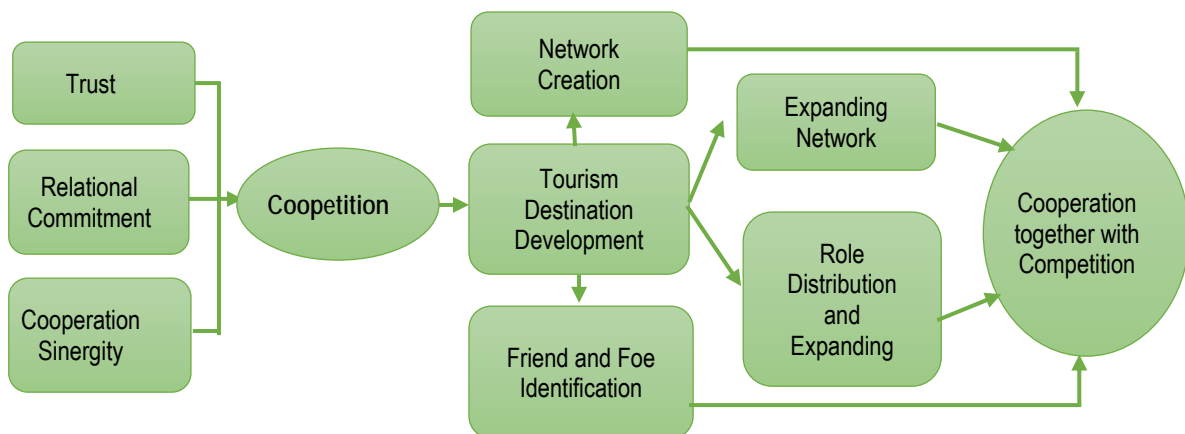 Trust
Relational
Commitment
Cooperation
Sinergity
Coopetition
Network
Creation
Tourism
Destination
Development
Friend and Foe
Identification
Expanding
Network
Role
Distribution
and
Expanding
Cooperation
together with
Competition